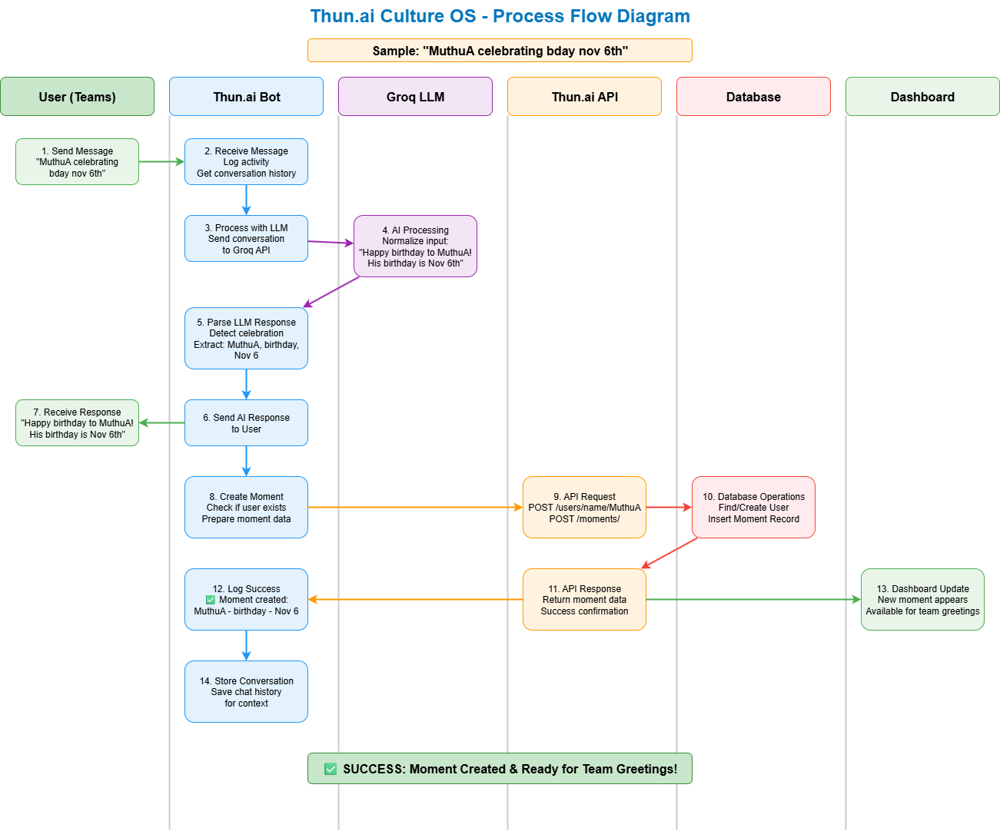 Thun.ai Culture OS - Process Flow Diagram
Sample: "MuthuA celebrating bday nov 6th"
User (Teams)
Thun.ai Bot
Groq LLM
Thun.ai API
Database
Dashboard
1. Send Message
"MuthuA celebrating
bday nov 6th"
2. Receive Message
Log activity
Get conversation history
3. Process with LLM
Send conversation
to Groq API
4. AI Processing
Normalize input:
"Happy birthday to MuthuA!
His birthday is Nov 6th"
5. Parse LLM Response
Detect celebration
Extract: MuthuA, birthday,
Nov 6
6. Send AI Response
to User
7. Receive Response
"Happy birthday to MuthuA!
His birthday is Nov 6th"
8. Create Moment
Check if user exists
Prepare moment data
9. API Request
POST /users/name/MuthuA
POST /moments/
10. Database Operations
Find/Create User
Insert Moment Record
11. API Response
Return moment data
Success confirmation
12. Log Success
✅ Moment created:
MuthuA - birthday - Nov 6
13. Dashboard Update
New moment appears
Available for team greetings
14. Store Conversation
Save chat history
for context
✅ SUCCESS: Moment Created & Ready for Team Greetings!